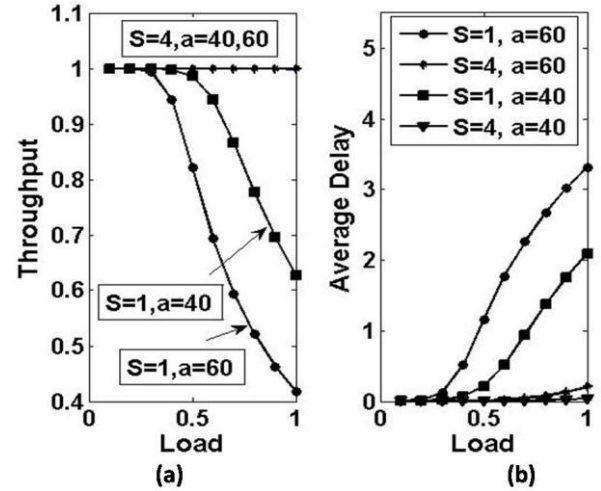 1.1
1
0.9
0.8
0.7
0.6
0.5
0.4
0
0.5
1
Throughput
Load
S=4,a=40,60
S=1,a=40
S=1,a=60
(a)
5
4
3
2
1
0
0
0.5
1
Average Delay
Load
S=1, a=60
S=4, a=60
S=1, a=40
S=4, a=40
(b)